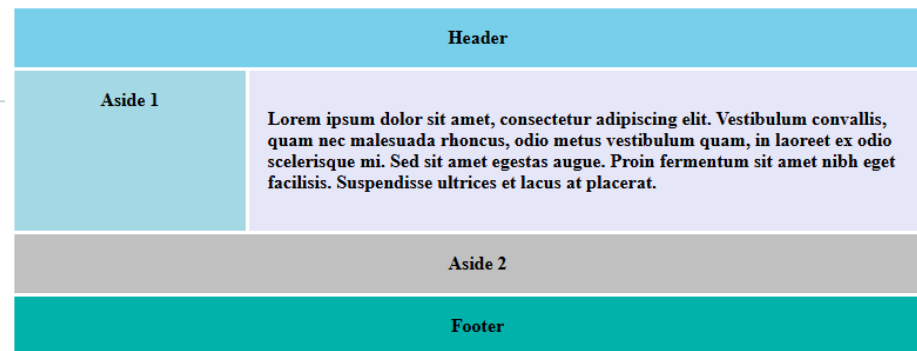 Header
Aside 1
Lorem ipsum dolor sit amet, consectetur adipiscing elit. Vestibulum convallis,
quam nec malesuada rhoncus, odio metus vestibulum quam, in laoreet ex odio
scelerisque mi. Sed sit amet egestas augue. Proin fermentum sit amet nibh eget
facilisis. Suspendisse ultrices et lacus at placerat.
Aside 2
Footer